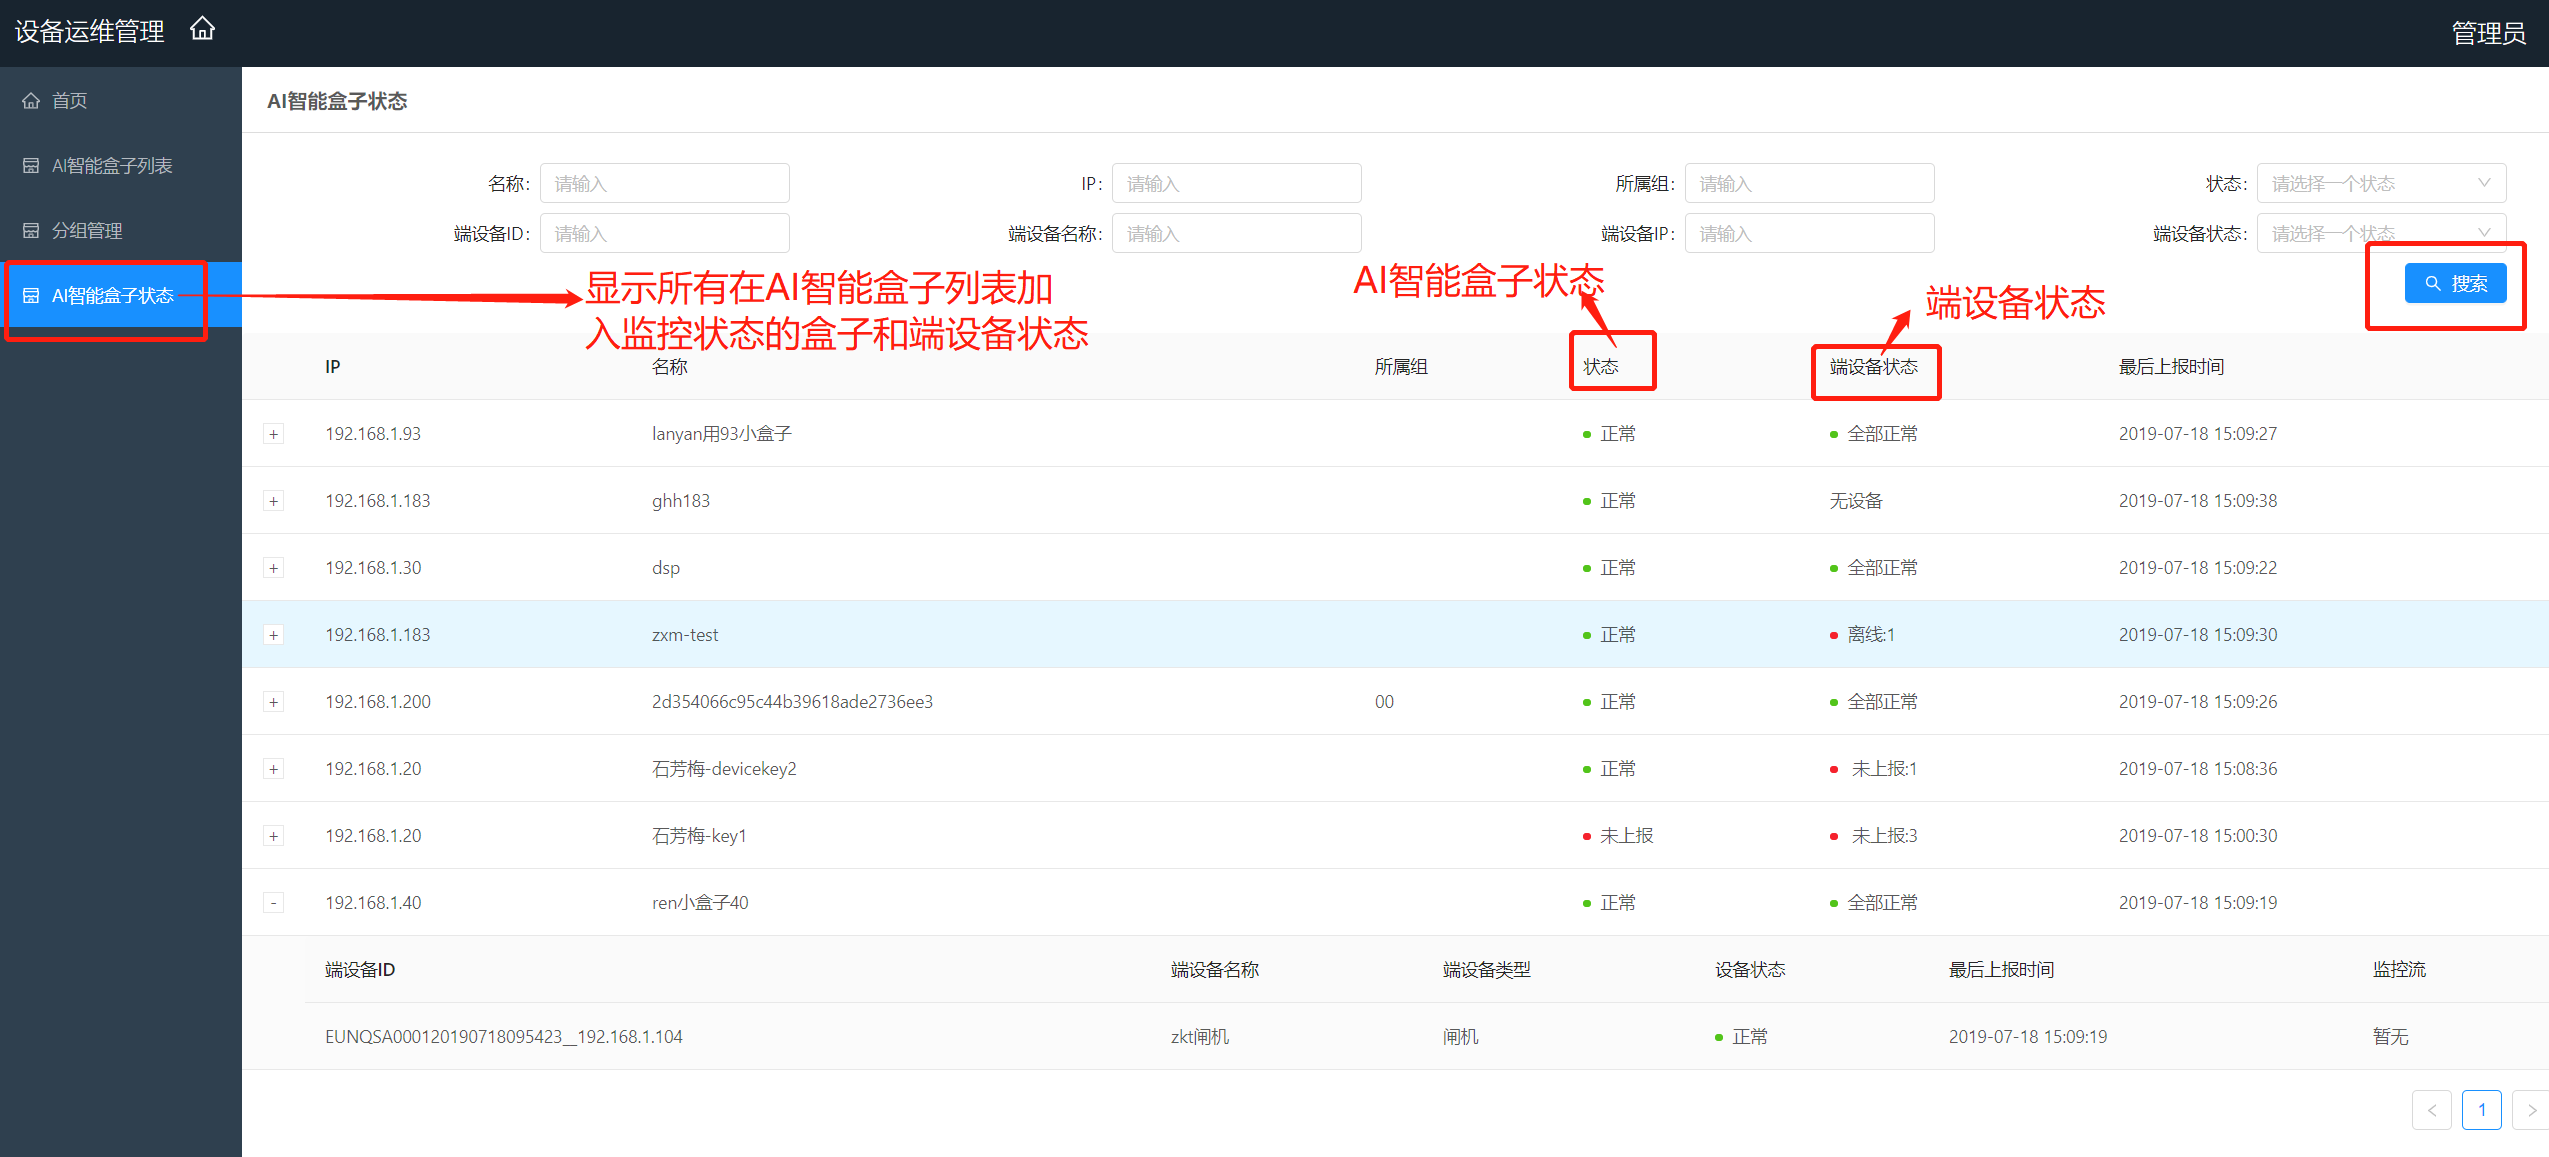 设备运维管理
管理员
首页
AI智能盒子列表
分组管理
AI智能盒子状态
AI智能盒子状态
名称: 请输入 IP: 请输入 所属组: 请输入 状态: 请选择一个状态
端设备ID: 请输入 端设备名称: 请输入 端设备IP: 请输入 端设备状态: 请选择一个状态
搜索
显示所有在AI智能盒子列表加
入监控状态的盒子和端设备状态
AI智能盒子状态
端设备状态
IP 名称 所属组 状态 端设备状态 最后上报时间
+ 192.168.1.93 lanyan用93小盒子 正常 全部正常 2019-07-18 15:09:27
+ 192.168.1.183 ghh183 正常 无设备 2019-07-18 15:09:38
+ 192.168.1.30 dsp 正常 全部正常 2019-07-18 15:09:22
+ 192.168.1.183 zxm-test 正常 离线:1 2019-07-18 15:09:30
+ 192.168.1.200 2d354066c95c44b39618ade2736ee3 00 正常 全部正常 2019-07-18 15:09:26
+ 192.168.1.20 石芳梅-devicekey2 正常 未上报:1 2019-07-18 15:08:36
+ 192.168.1.20 石芳梅-key1 未上报 未上报:3 2019-07-18 15:00:30
- 192.168.1.40 ren小盒子40 正常 全部正常 2019-07-18 15:09:19
端设备ID 端设备名称 端设备类型 设备状态 最后上报时间 监控流
EUNQSA000120190718095423__192.168.1.104 zkt闸机 闸机 正常 2019-07-18 15:09:19 暂无
< 1 >